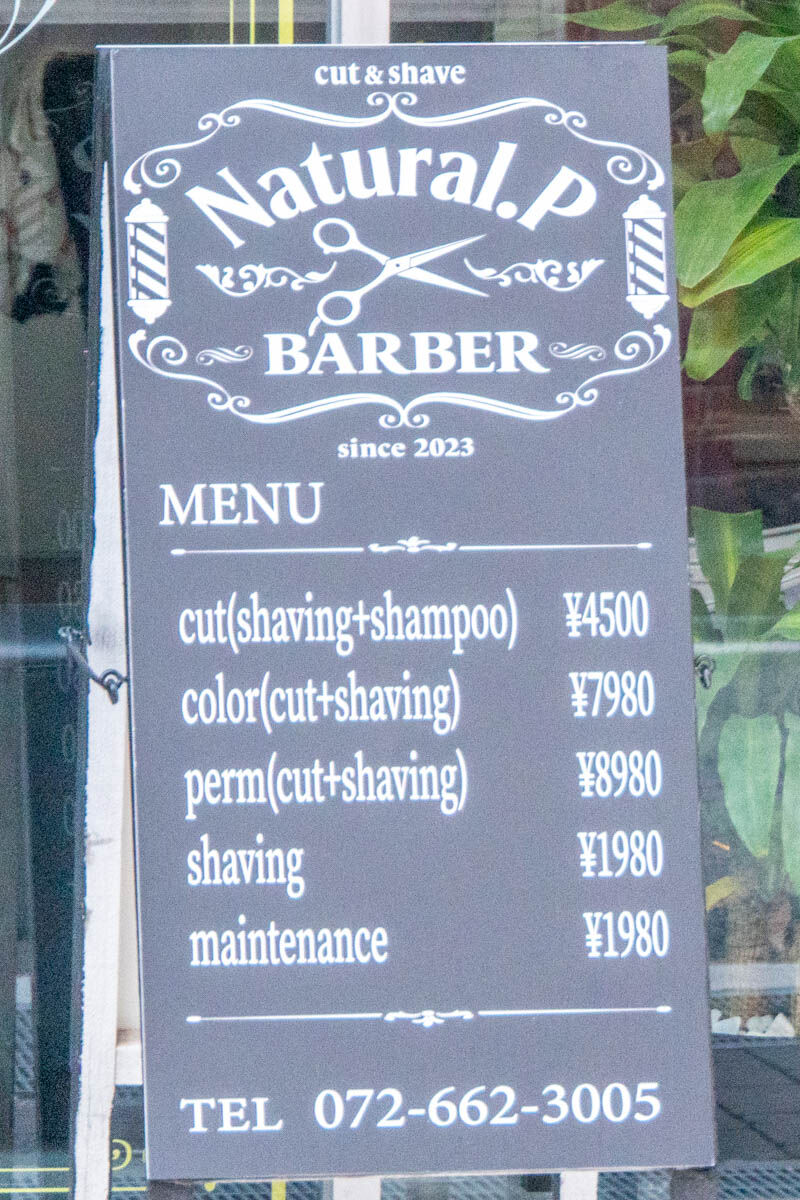 cut & shave
Natural.P
BARBER
since 2023
MENU
cut(shaving+shampoo) ¥4500
color(cut+shaving) ¥7980
perm(cut+shaving) ¥8980
shaving ¥1980
maintenance ¥1980
TEL 072-662-3005